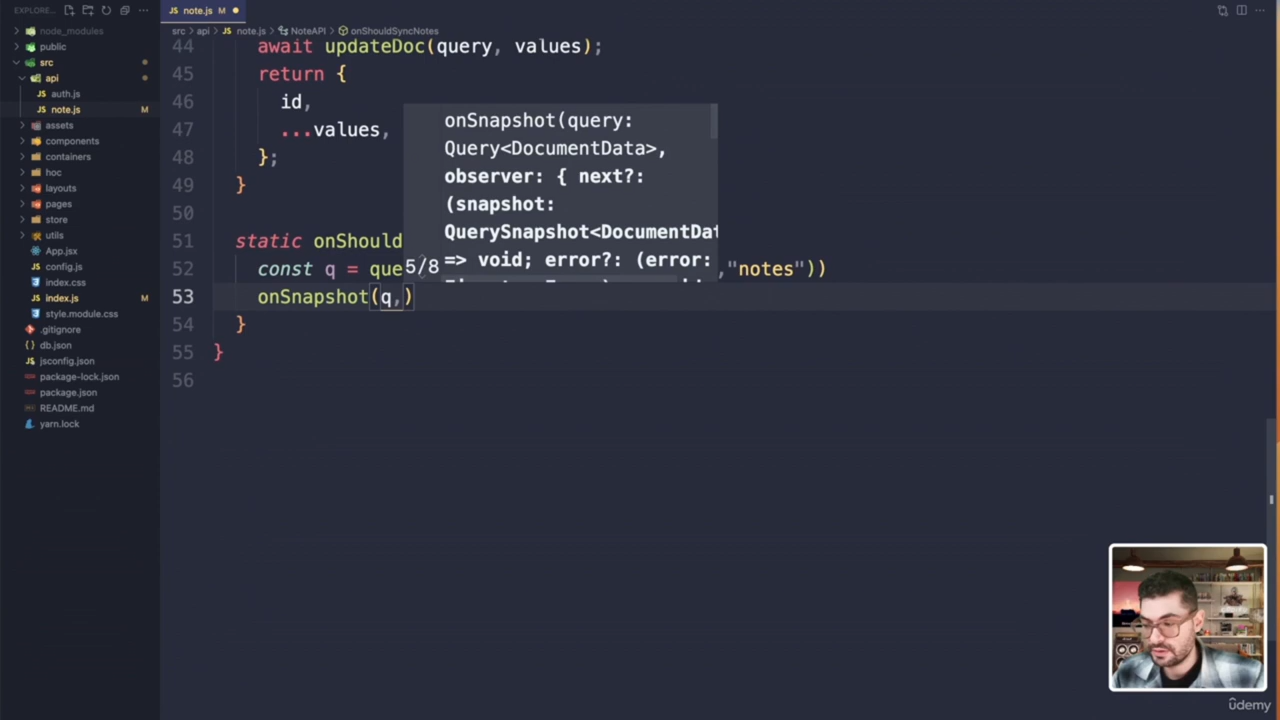 EXPLORE...
node_modules
public
src
api
auth.js
note.js M
assets
components
containers
hoc
layouts
pages
store
utils
App.jsx
config.js
index.css
index.js M
style.module.css
.gitignore
db.json
jsconfig.json
package-lock.json
package.json
README.md
yarn.lock
JS note.js M
src > api > JS note.js > NoteAPI > onShouldSyncNotes
44 await updateDoc(query, values);
45 return {
46 id,
47 ...values,
48 };
49 }
50
51 static onShould
52 const q = que ,"notes"))
53 onSnapshot(q,)
54 }
55 }
56
5/8
onSnapshot(query:
Query<DocumentData>,
observer: { next?:
(snapshot:
QuerySnapshot<DocumentDat
=> void; error?: (error:
udemy